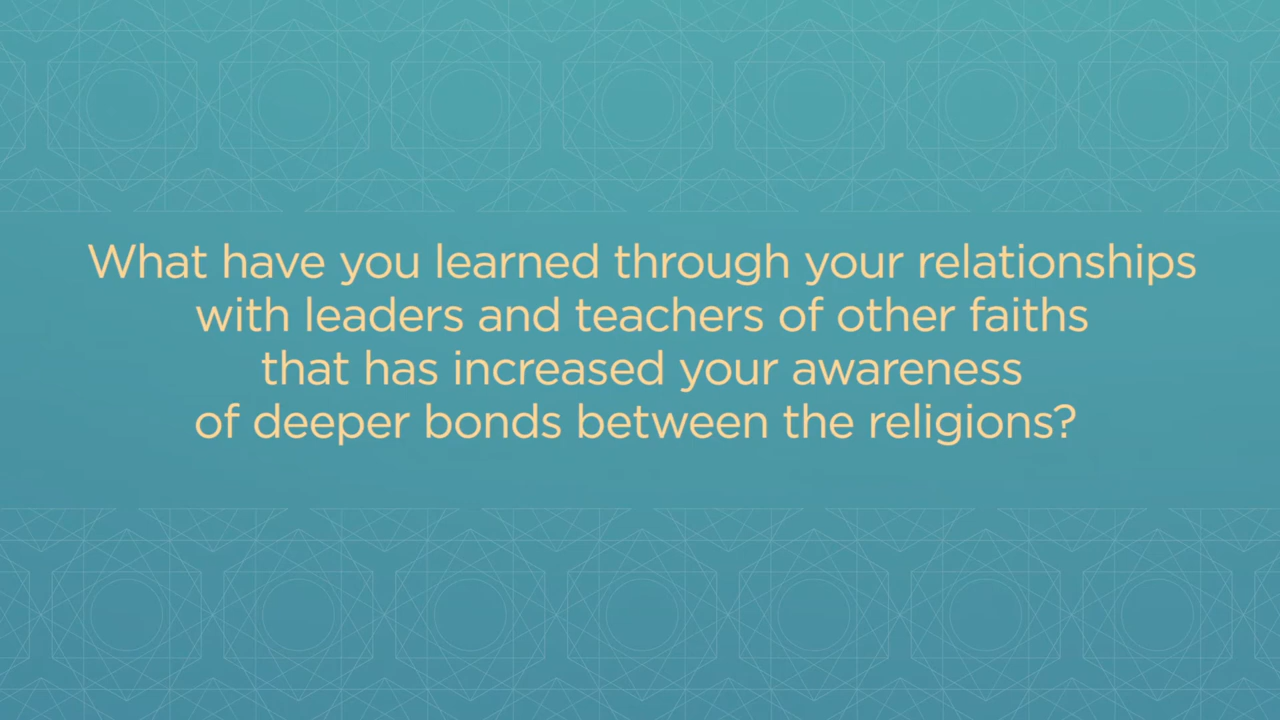 What have you learned through your relationships
with leaders and teachers of other faiths
that has increased your awareness
of deeper bonds between the religions?